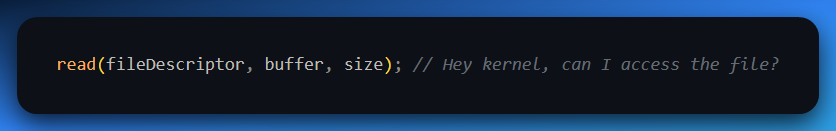 read(fileDescriptor, buffer, size); // Hey kernel, can I access the file?